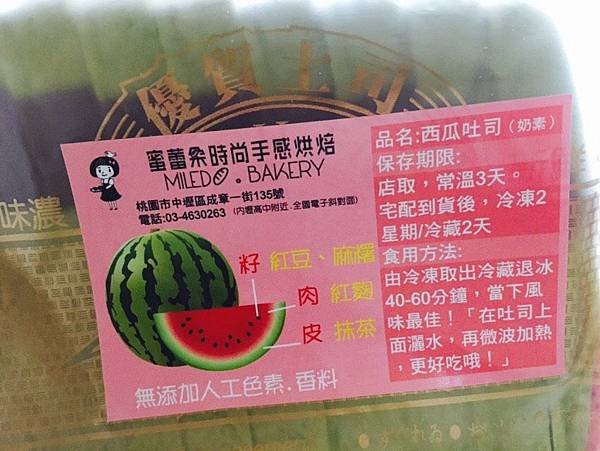 優質土司
味濃
蜜蕾朵時尚手感烘焙
MILEDO.BAKERY
桃園市中壢區成章一街135號
電話:03-4630263 (內壢高中附近.全國電子斜對面)
籽 紅豆、麻糬
肉 紅麴
皮 抹茶
無添加人工色素.香料
品名:西瓜吐司(奶素)
保存期限:
店取，常溫3天。
宅配到貨後，冷凍2
星期/冷藏2天
食用方法:
由冷凍取出冷藏退冰
40-60分鐘，當下風
味最佳！「在吐司上
面灑水，再微波加熱
，更好吃哦！」